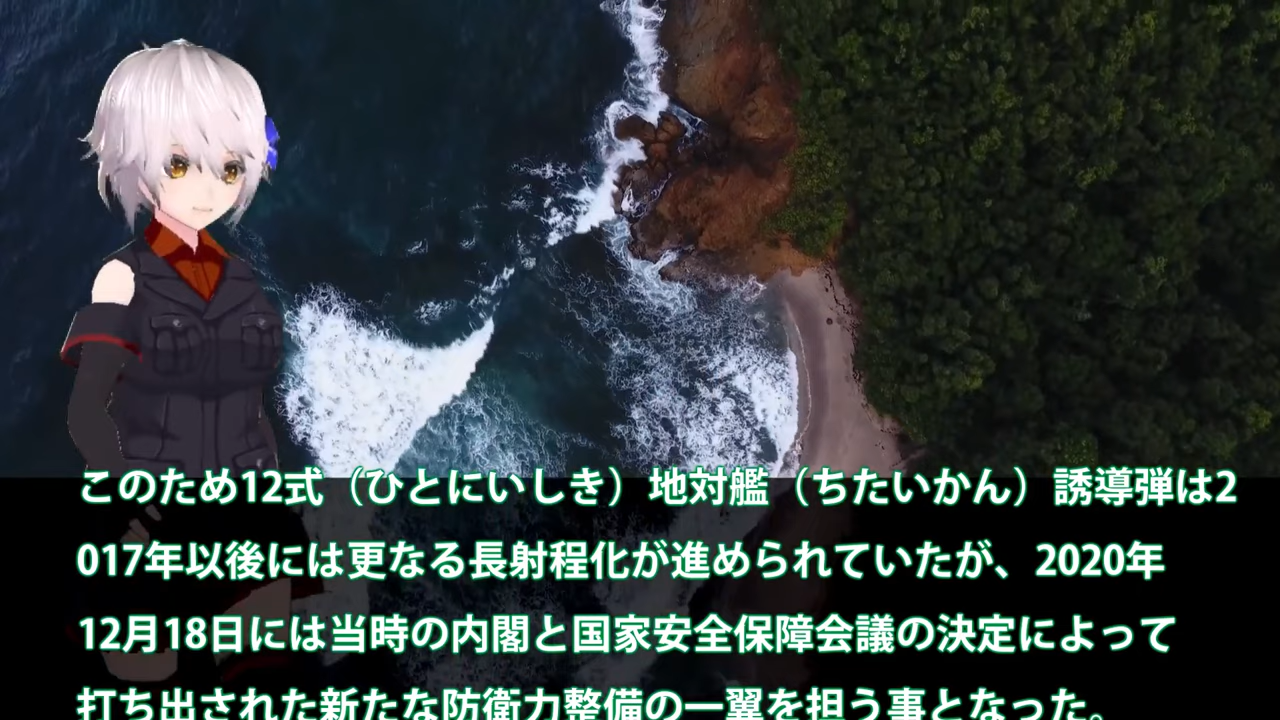 このため12式（ひとにいしき）地対艦（ちたいかん）誘導弾は2
017年以後には更なる長射程化が進められていたが、2020年
12月18日には当時の内閣と国家安全保障会議の決定によって
打ち出された新たな防衛力整備の一翼を担う事となった。